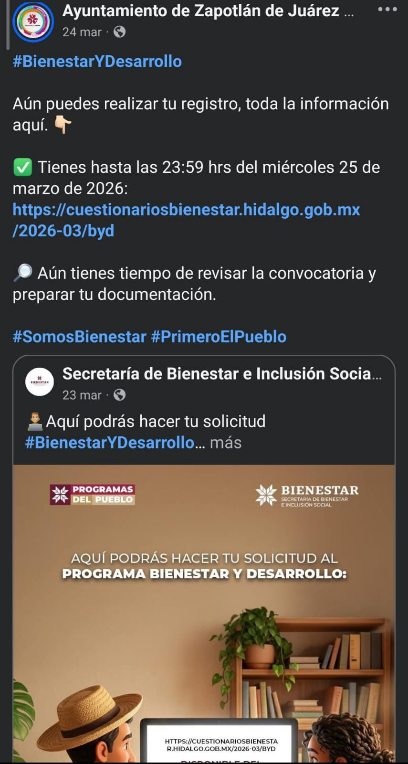 Ayuntamiento de Zapotlán de Juárez ...
24 mar ·
#BienestarYDesarrollo
Aún puedes realizar tu registro, toda la información
aquí. 👇🏻
✅ Tienes hasta las 23:59 hrs del miércoles 25 de
marzo de 2026:
https://cuestionariosbienestar.hidalgo.gob.mx
/2026-03/byd
🔎 Aún tienes tiempo de revisar la convocatoria y
preparar tu documentación.
#SomosBienestar #PrimeroElPueblo
Secretaría de Bienestar e Inclusión Socia...
23 mar ·
👨🏽‍💻Aquí podrás hacer tu solicitud
#BienestarYDesarrollo... más
PROGRAMAS
DEL PUEBLO
BIENESTAR
SECRETARÍA DE BIENESTAR
E INCLUSIÓN SOCIAL
AQUÍ PODRÁS HACER TU SOLICITUD AL
PROGRAMA BIENESTAR Y DESARROLLO:
HTTPS://CUESTIONARIOSBIENESTA
R.HIDALGO.GOB.MX/2026-03/BYD
DISPONIBLE DEL